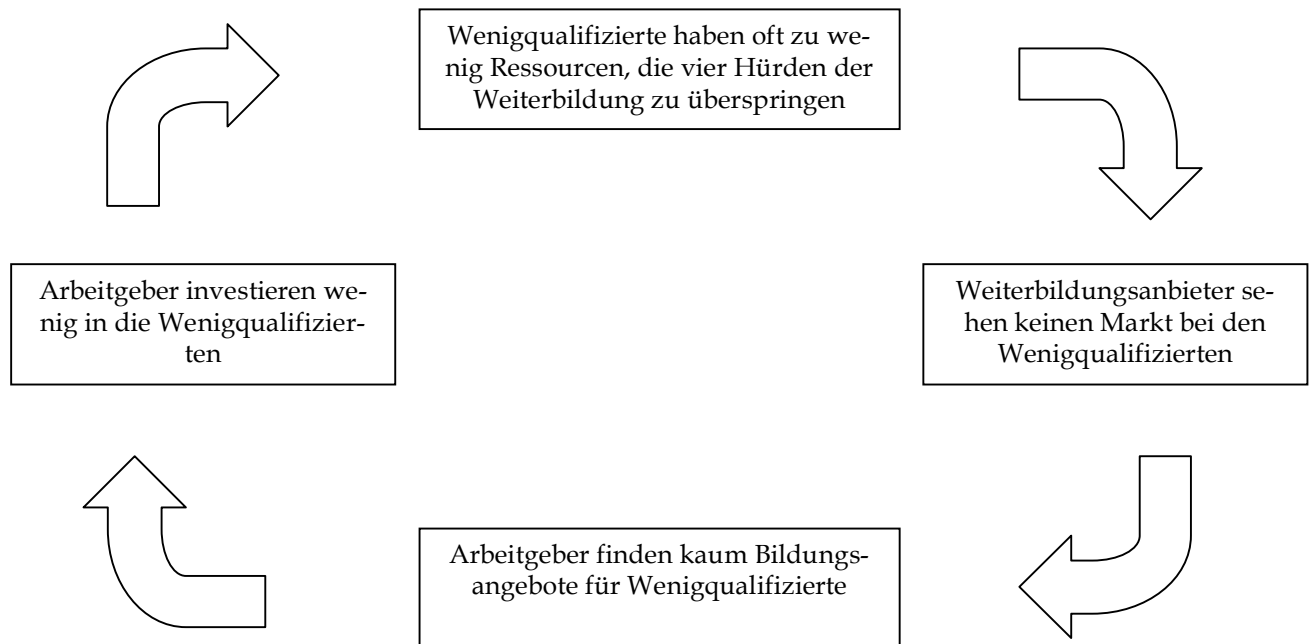 Wenigqualifizierte haben oft zu we-
nig Ressourcen, die vier Hürden der
Weiterbildung zu überspringen
Arbeitgeber investieren we-
nig in die Wenigqualifizier-
ten
Weiterbildungsanbieter se-
hen keinen Markt bei den
Wenigqualifizierten
Arbeitgeber finden kaum Bildungs-
angebote für Wenigqualifizierte